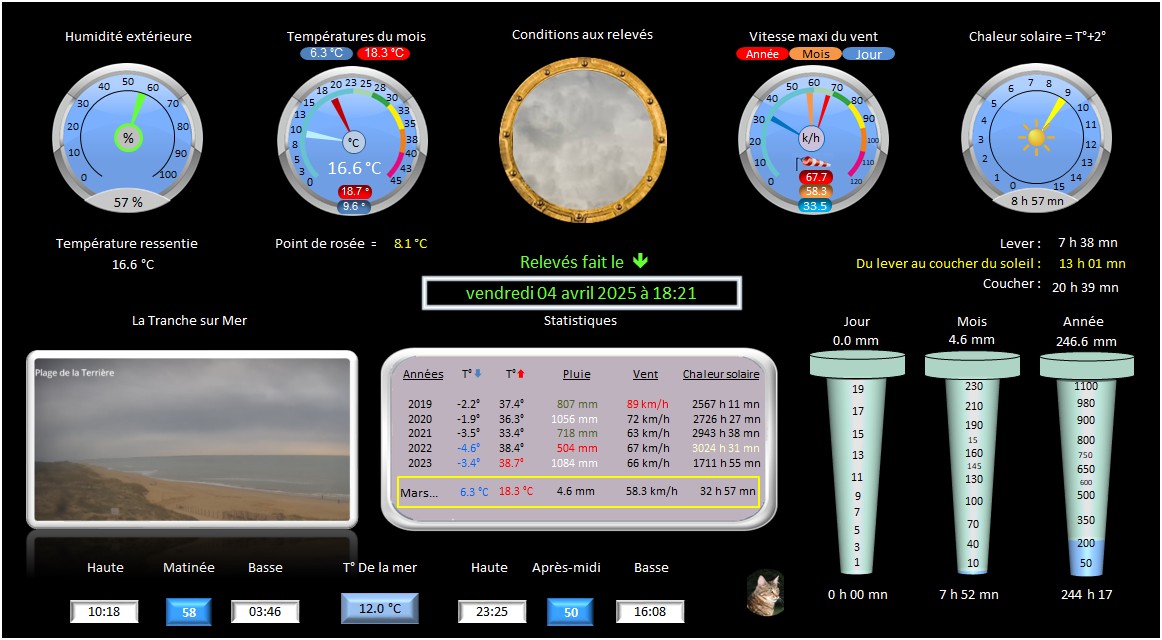 Humidité extérieure
Températures du mois
Conditions aux relevés
Vitesse maxi du vent
Chaleur solaire = T°+2°
6.3 °C 18.3 °C
Année Mois Jour
0 10 20 30 40 50 60 70 80 90 100
%
57 %
0 3 5 8 10 13 15 18 20 23 25 28 30 33 35 38 40 43 45
°C
16.6 °C
18.7 °
9.6 °
0 10 20 30 40 50 60 70 80 90 100 110 120
k/h
67.7
58.3
33.5
0 1 2 3 4 5 6 7 8 9 10 11 12 13 14 15
8 h 57 mn
Température ressentie
16.6 °C
Point de rosée = 8.1 °C
Relevés fait le
vendredi 04 avril 2025 à 18:21
Lever : 7 h 38 mn
Du lever au coucher du soleil : 13 h 01 mn
Coucher : 20 h 39 mn
La Tranche sur Mer
Plage de la Terrière
Statistiques
Années T° T° Pluie Vent Chaleur solaire
2019 -2.2° 37.4° 807 mm 89 km/h 2567 h 11 mn
2020 -1.9° 36.3° 1056 mm 72 km/h 2726 h 27 mn
2021 -3.5° 33.4° 718 mm 63 km/h 2943 h 38 mn
2022 -4.6° 38.4° 504 mm 67 km/h 3024 h 31 mn
2023 -3.4° 38.7° 1084 mm 66 km/h 1711 h 55 mn
Mars... 6.3 °C 18.3 °C 4.6 mm 58.3 km/h 32 h 57 mn
Jour
0.0 mm
19
17
15
13
11
9
7
5
3
1
0 h 00 mn
Mois
4.6 mm
230
210
190
15
160
145
130
100
70
40
10
7 h 52 mn
Année
246.6 mm
1100
980
900
800
750
650
600
500
350
200
50
244 h 17
Haute Matinée Basse T° De la mer Haute Après-midi Basse
10:18 58 03:46 12.0 °C 23:25 50 16:08